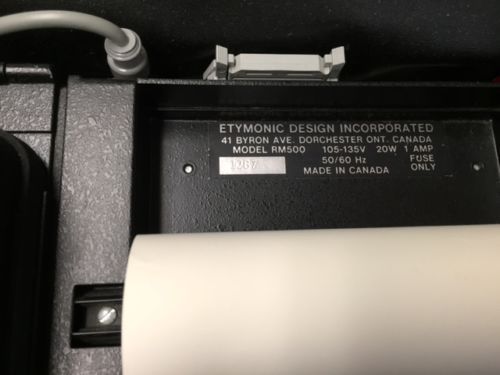 ETYMONIC DESIGN INCORPORATED
41 BYRON AVE. DORCHESTER ONT. CANADA
MODEL RM500 105-135V 20W 1 AMP
50/60 Hz FUSE
1267 MADE IN CANADA ONLY